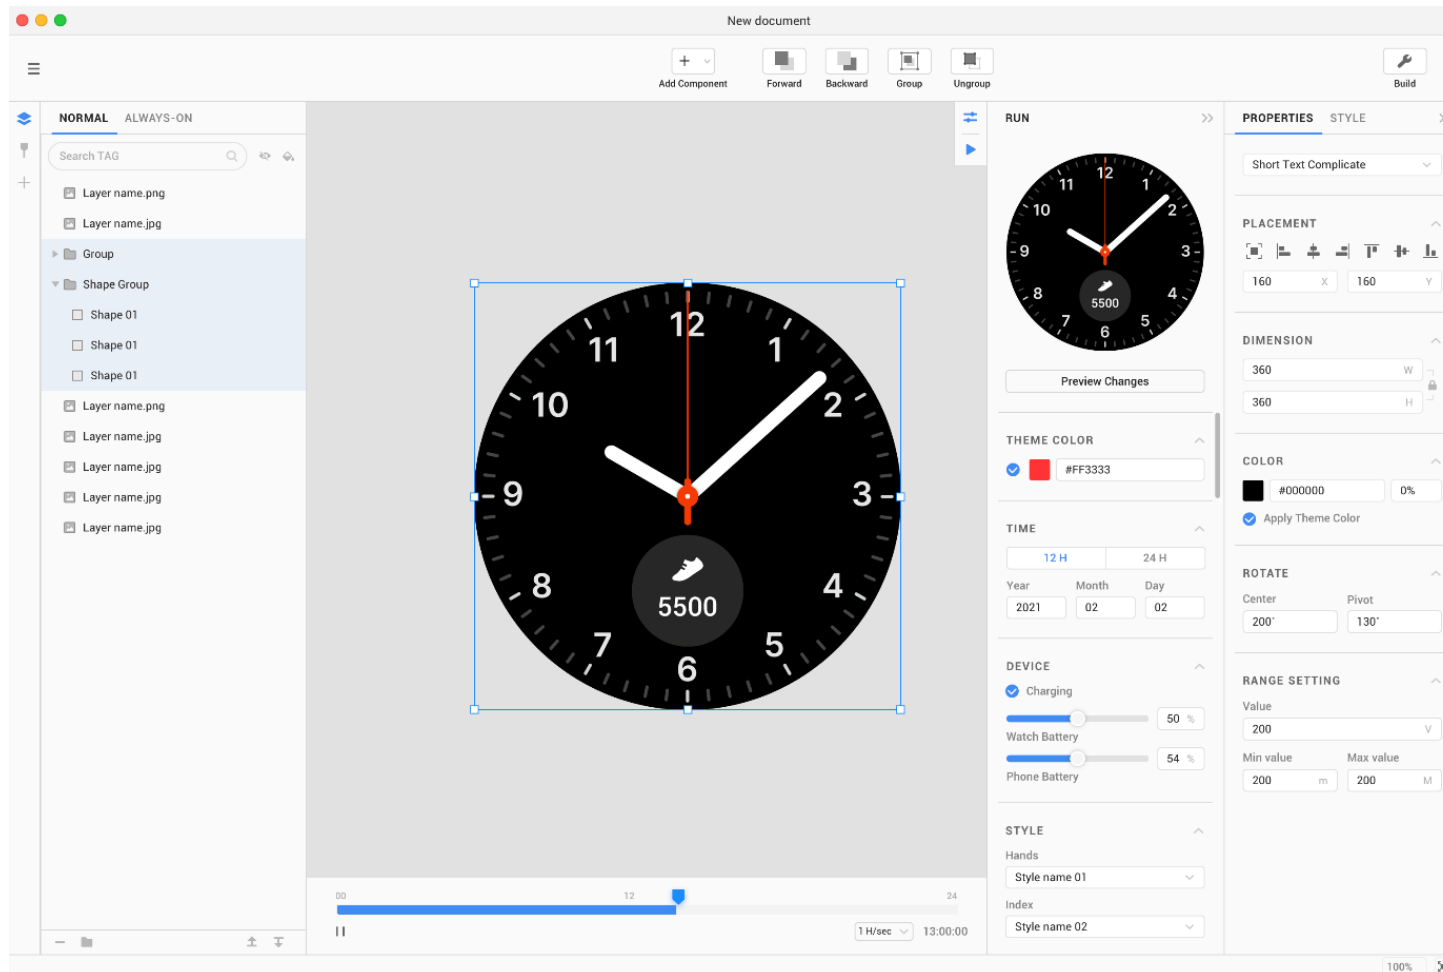 New document
Add Component
Forward
Backward
Group
Ungroup
Build
NORMAL ALWAYS-ON
Search TAG
Layer name.png
Layer name.jpg
Group
Shape Group
Shape 01
Shape 01
Shape 01
Layer name.png
Layer name.jpg
Layer name.jpg
Layer name.jpg
Layer name.jpg
12
1
2
3
4
5
6
7
8
9
10
11
5500
00 12 24
1 H/sec 13:00:00
RUN
12
1
2
3
4
5
6
7
8
9
10
11
5500
Preview Changes
THEME COLOR
#FF3333
TIME
12 H 24 H
Year Month Day
2021 02 02
DEVICE
Charging
50 %
Watch Battery
54 %
Phone Battery
STYLE
Hands
Style name 01
Index
Style name 02
PROPERTIES STYLE
Short Text Complicate
PLACEMENT
160 X 160 Y
DIMENSION
360 W
360 H
COLOR
#000000 0%
Apply Theme Color
ROTATE
Center Pivot
200° 130°
RANGE SETTING
Value
200 V
Min value Max value
200 m 200 M
100%